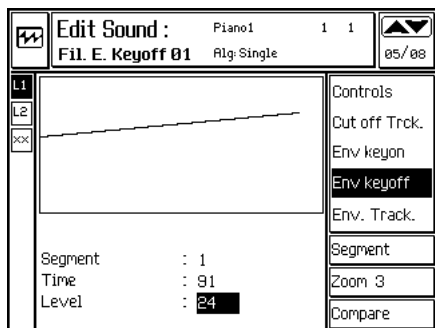 Edit Sound :
Piano1 1 1
Fil. E. Keyoff 01
Alg: Single
05/08
L1
L2
xx
Controls
Cut off Trck.
Env keyon
Env keyoff
Env. Track.
Segment
Zoom 3
Compare
Segment : 1
Time : 91
Level : 24